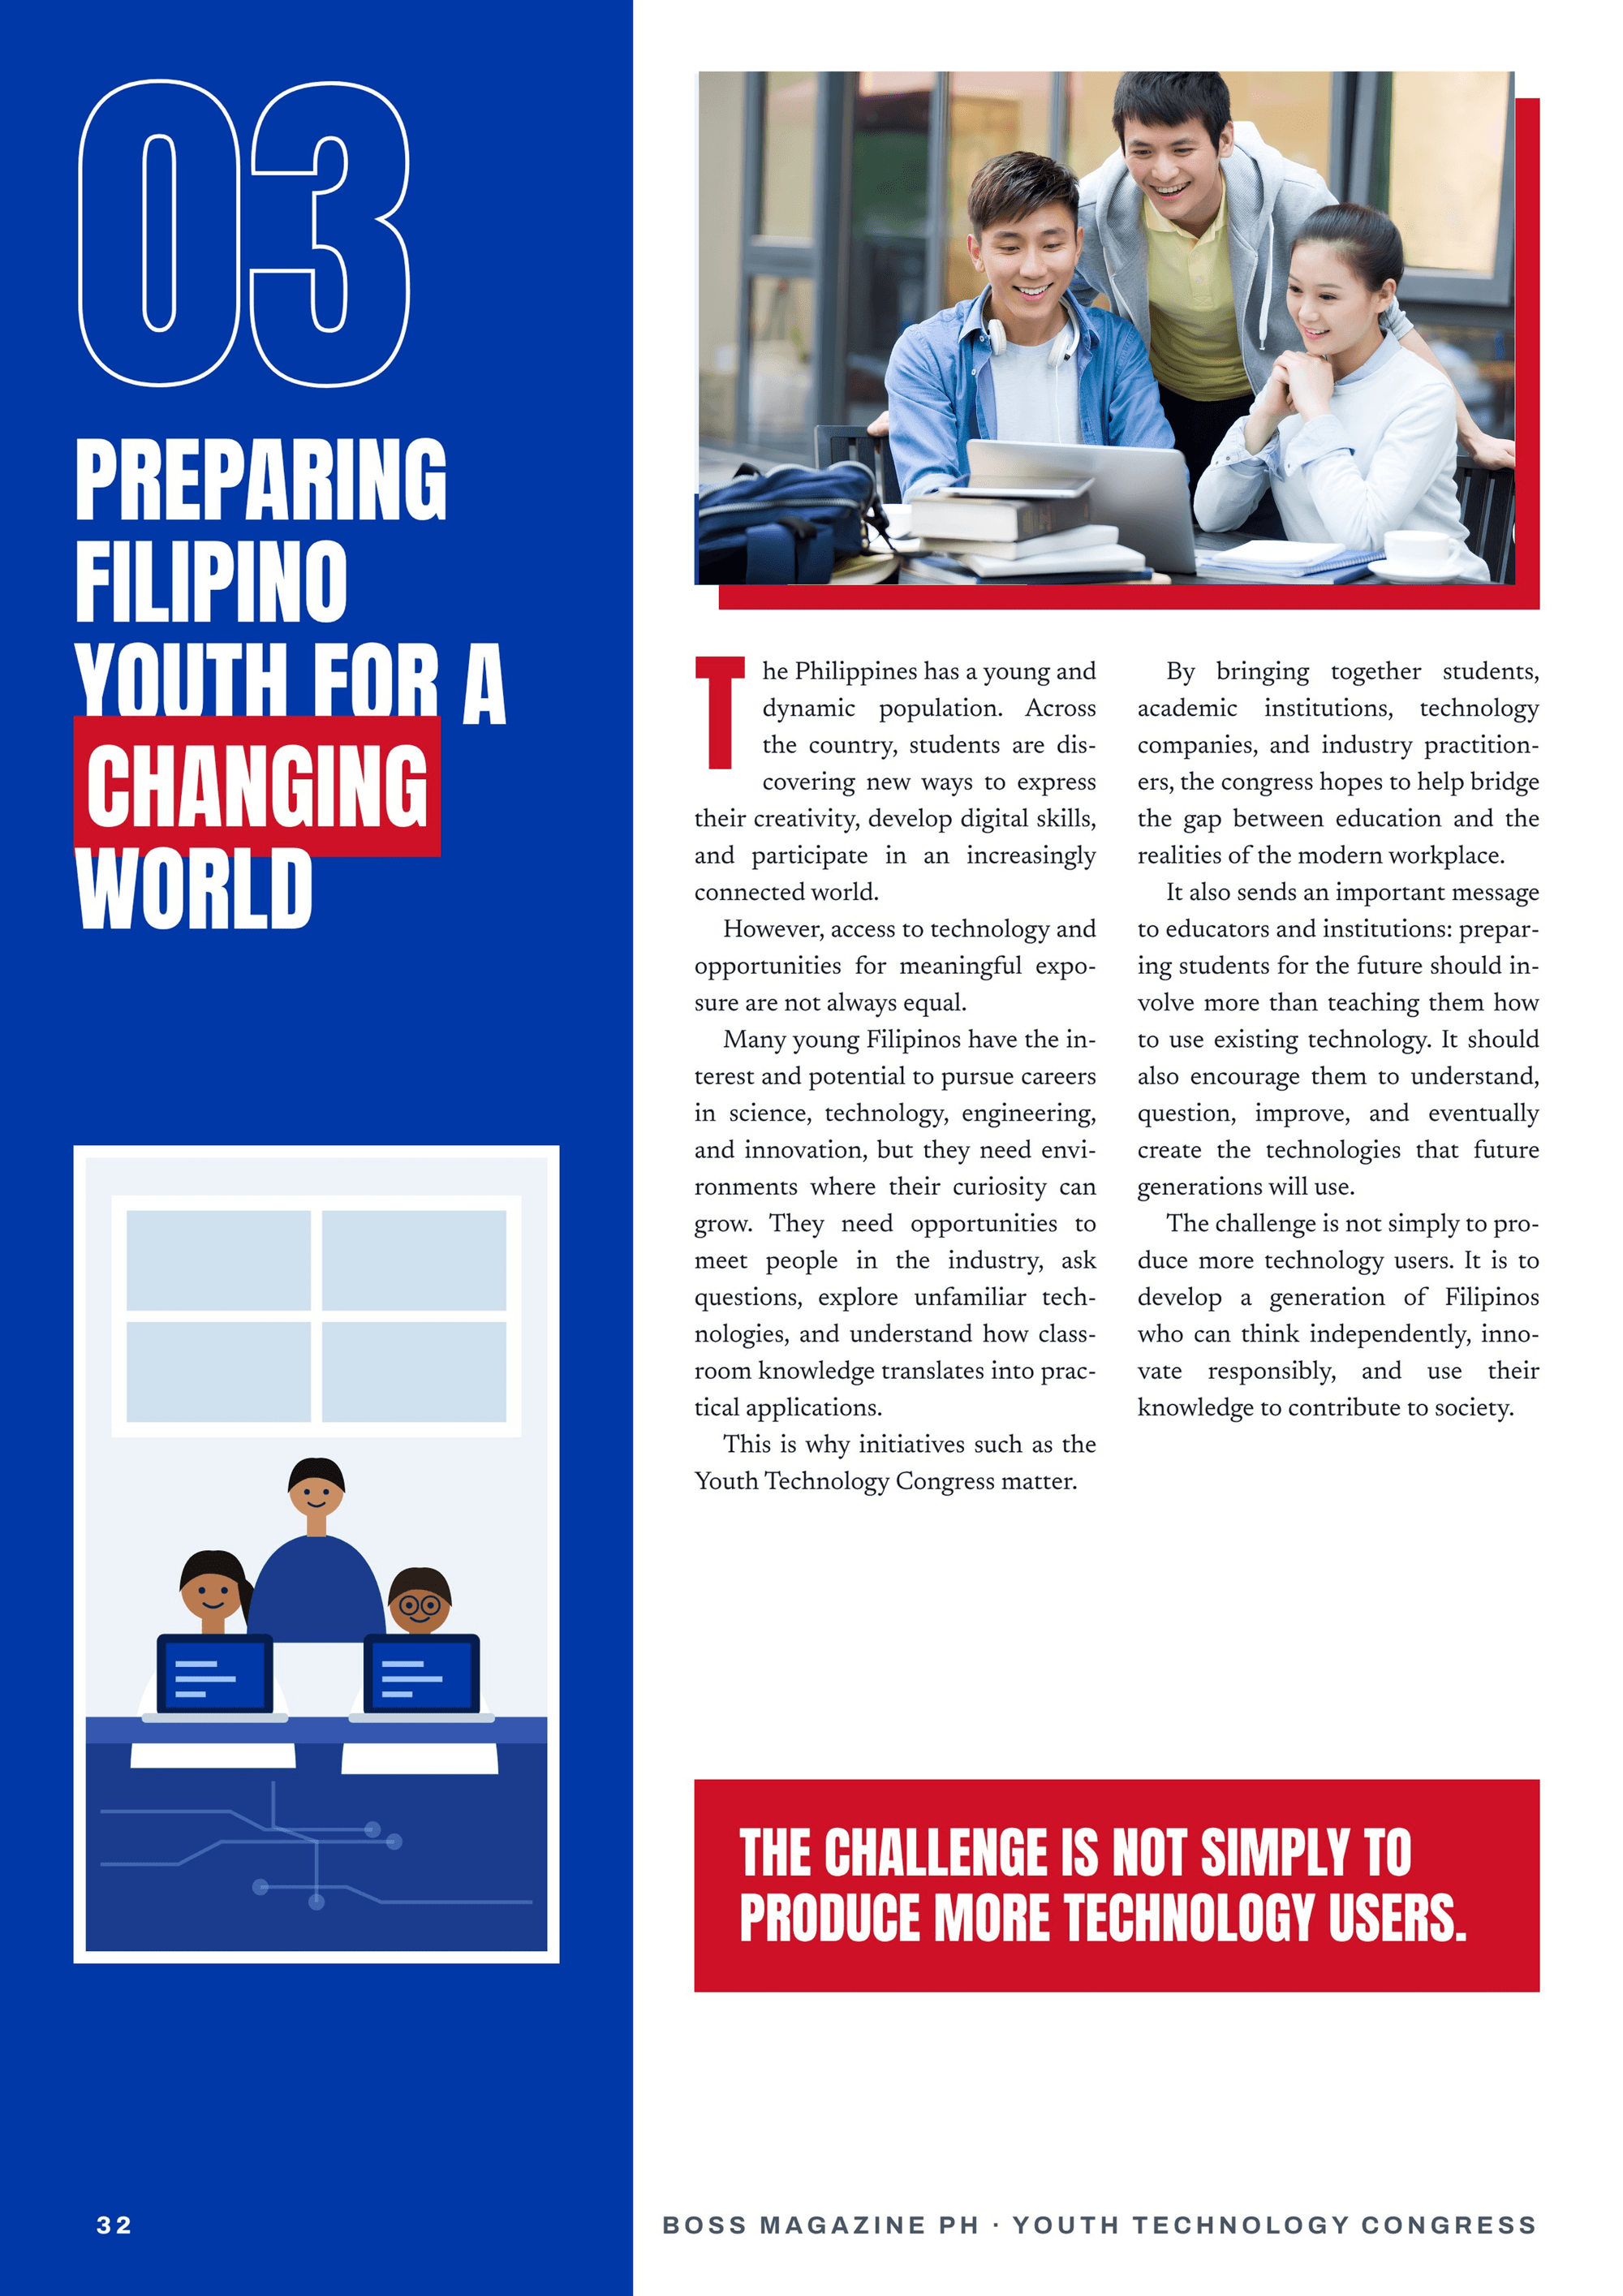 03
PREPARING
FILIPINO
YOUTH FOR A
CHANGING
WORLD
The Philippines has a young and
dynamic population. Across
the country, students are dis-
covering new ways to express
their creativity, develop digital skills,
and participate in an increasingly
connected world.
However, access to technology and
opportunities for meaningful expo-
sure are not always equal.
Many young Filipinos have the in-
terest and potential to pursue careers
in science, technology, engineering,
and innovation, but they need envi-
ronments where their curiosity can
grow. They need opportunities to
meet people in the industry, ask
questions, explore unfamiliar tech-
nologies, and understand how class-
room knowledge translates into prac-
tical applications.
This is why initiatives such as the
Youth Technology Congress matter.
By bringing together students,
academic institutions, technology
companies, and industry practition-
ers, the congress hopes to help bridge
the gap between education and the
realities of the modern workplace.
It also sends an important message
to educators and institutions: prepar-
ing students for the future should in-
volve more than teaching them how
to use existing technology. It should
also encourage them to understand,
question, improve, and eventually
create the technologies that future
generations will use.
The challenge is not simply to pro-
duce more technology users. It is to
develop a generation of Filipinos
who can think independently, inno-
vate responsibly, and use their
knowledge to contribute to society.
THE CHALLENGE IS NOT SIMPLY TO
PRODUCE MORE TECHNOLOGY USERS.
32
BOSS MAGAZINE PH · YOUTH TECHNOLOGY CONGRESS